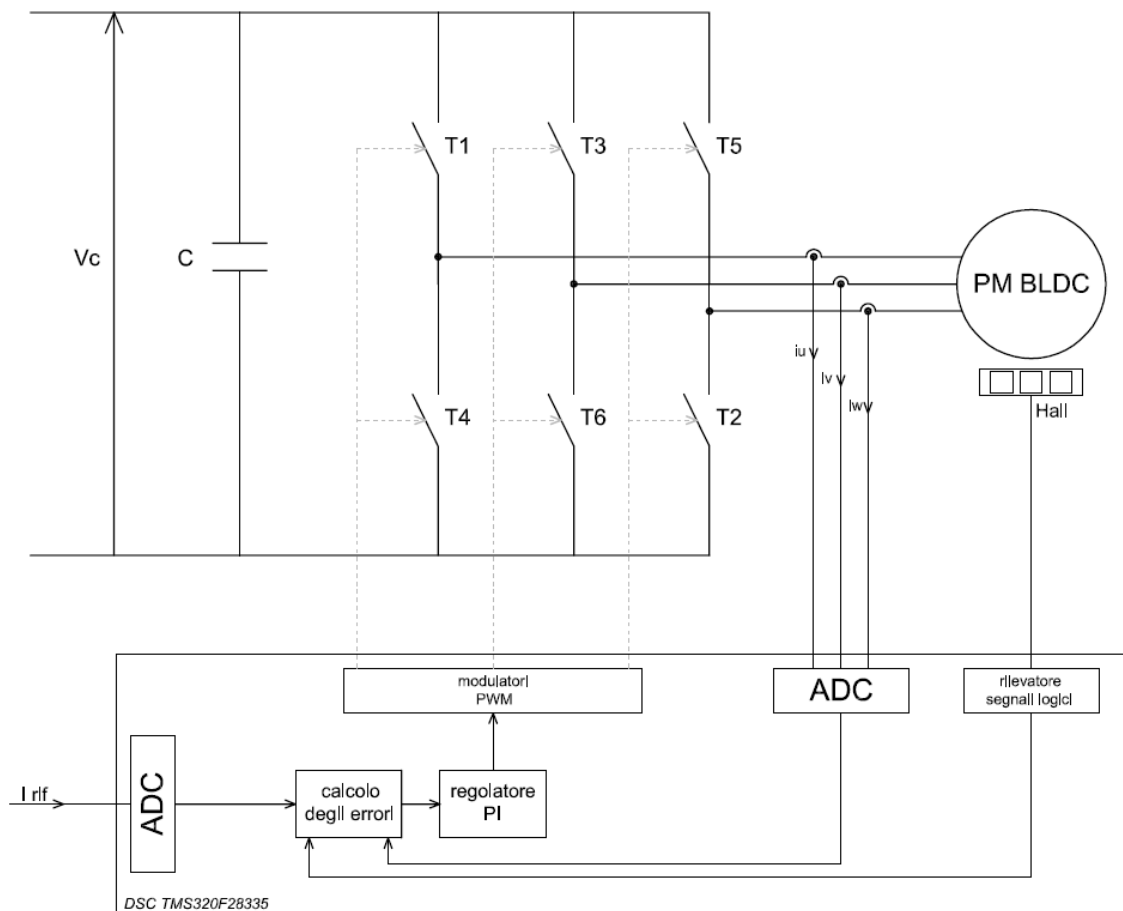 T1
T3
T5
Vc
C
PM BLDC
iu
Iv
Iw
Hall
T4
T6
T2
modulatori
PWM
ADC
rilevatore
segnali logici
I rif
ADC
calcolo
degli errori
regolatore
PI
DSC TMS320F28335